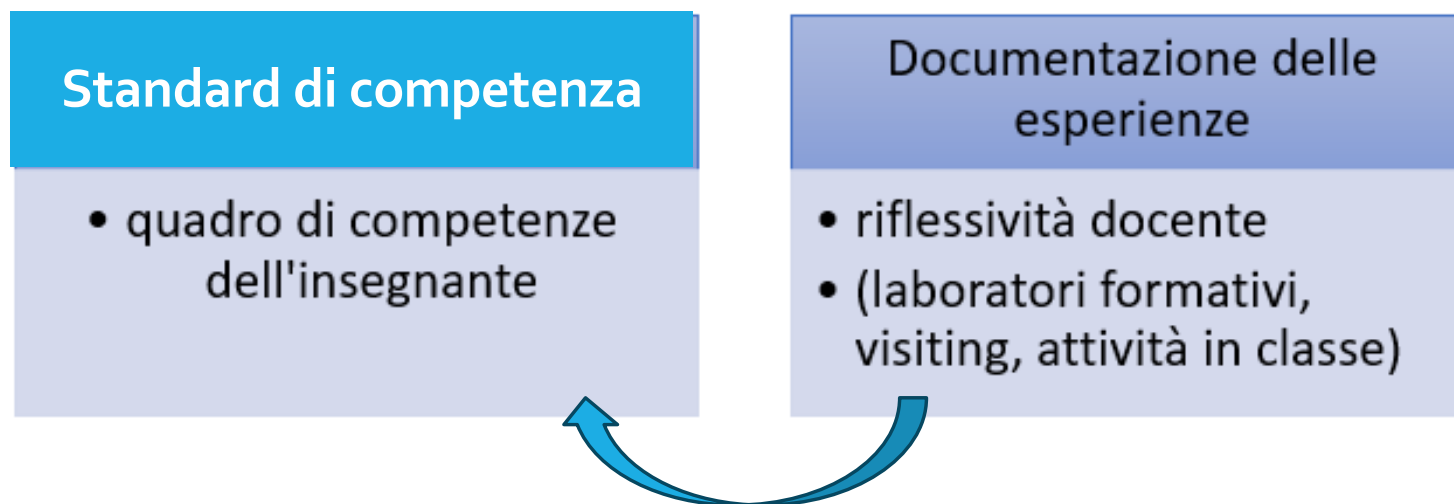 Standard di competenza
• quadro di competenze
dell'insegnante
Documentazione delle
esperienze
• riflessività docente
• (laboratori formativi,
visiting, attività in classe)